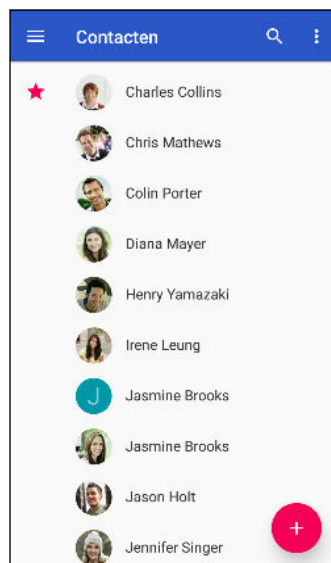 Contacten
Charles Collins
Chris Mathews
Colin Porter
Diana Mayer
Henry Yamazaki
Irene Leung
J Jasmine Brooks
Jasmine Brooks
Jason Holt
Jennifer Singer